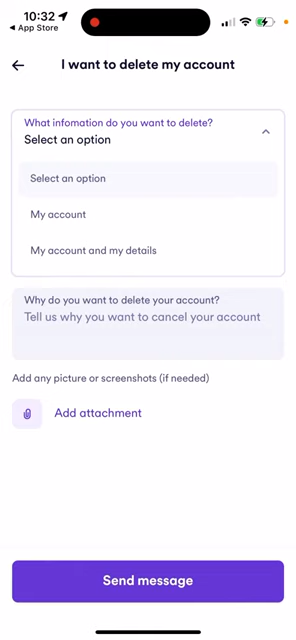 10:32
App Store
I want to delete my account
What infomation do you want to delete?
Select an option
Select an option
My account
My account and my details
Why do you want to delete your account?
Tell us why you want to cancel your account
Add any picture or screenshots (if needed)
Add attachment
Send message